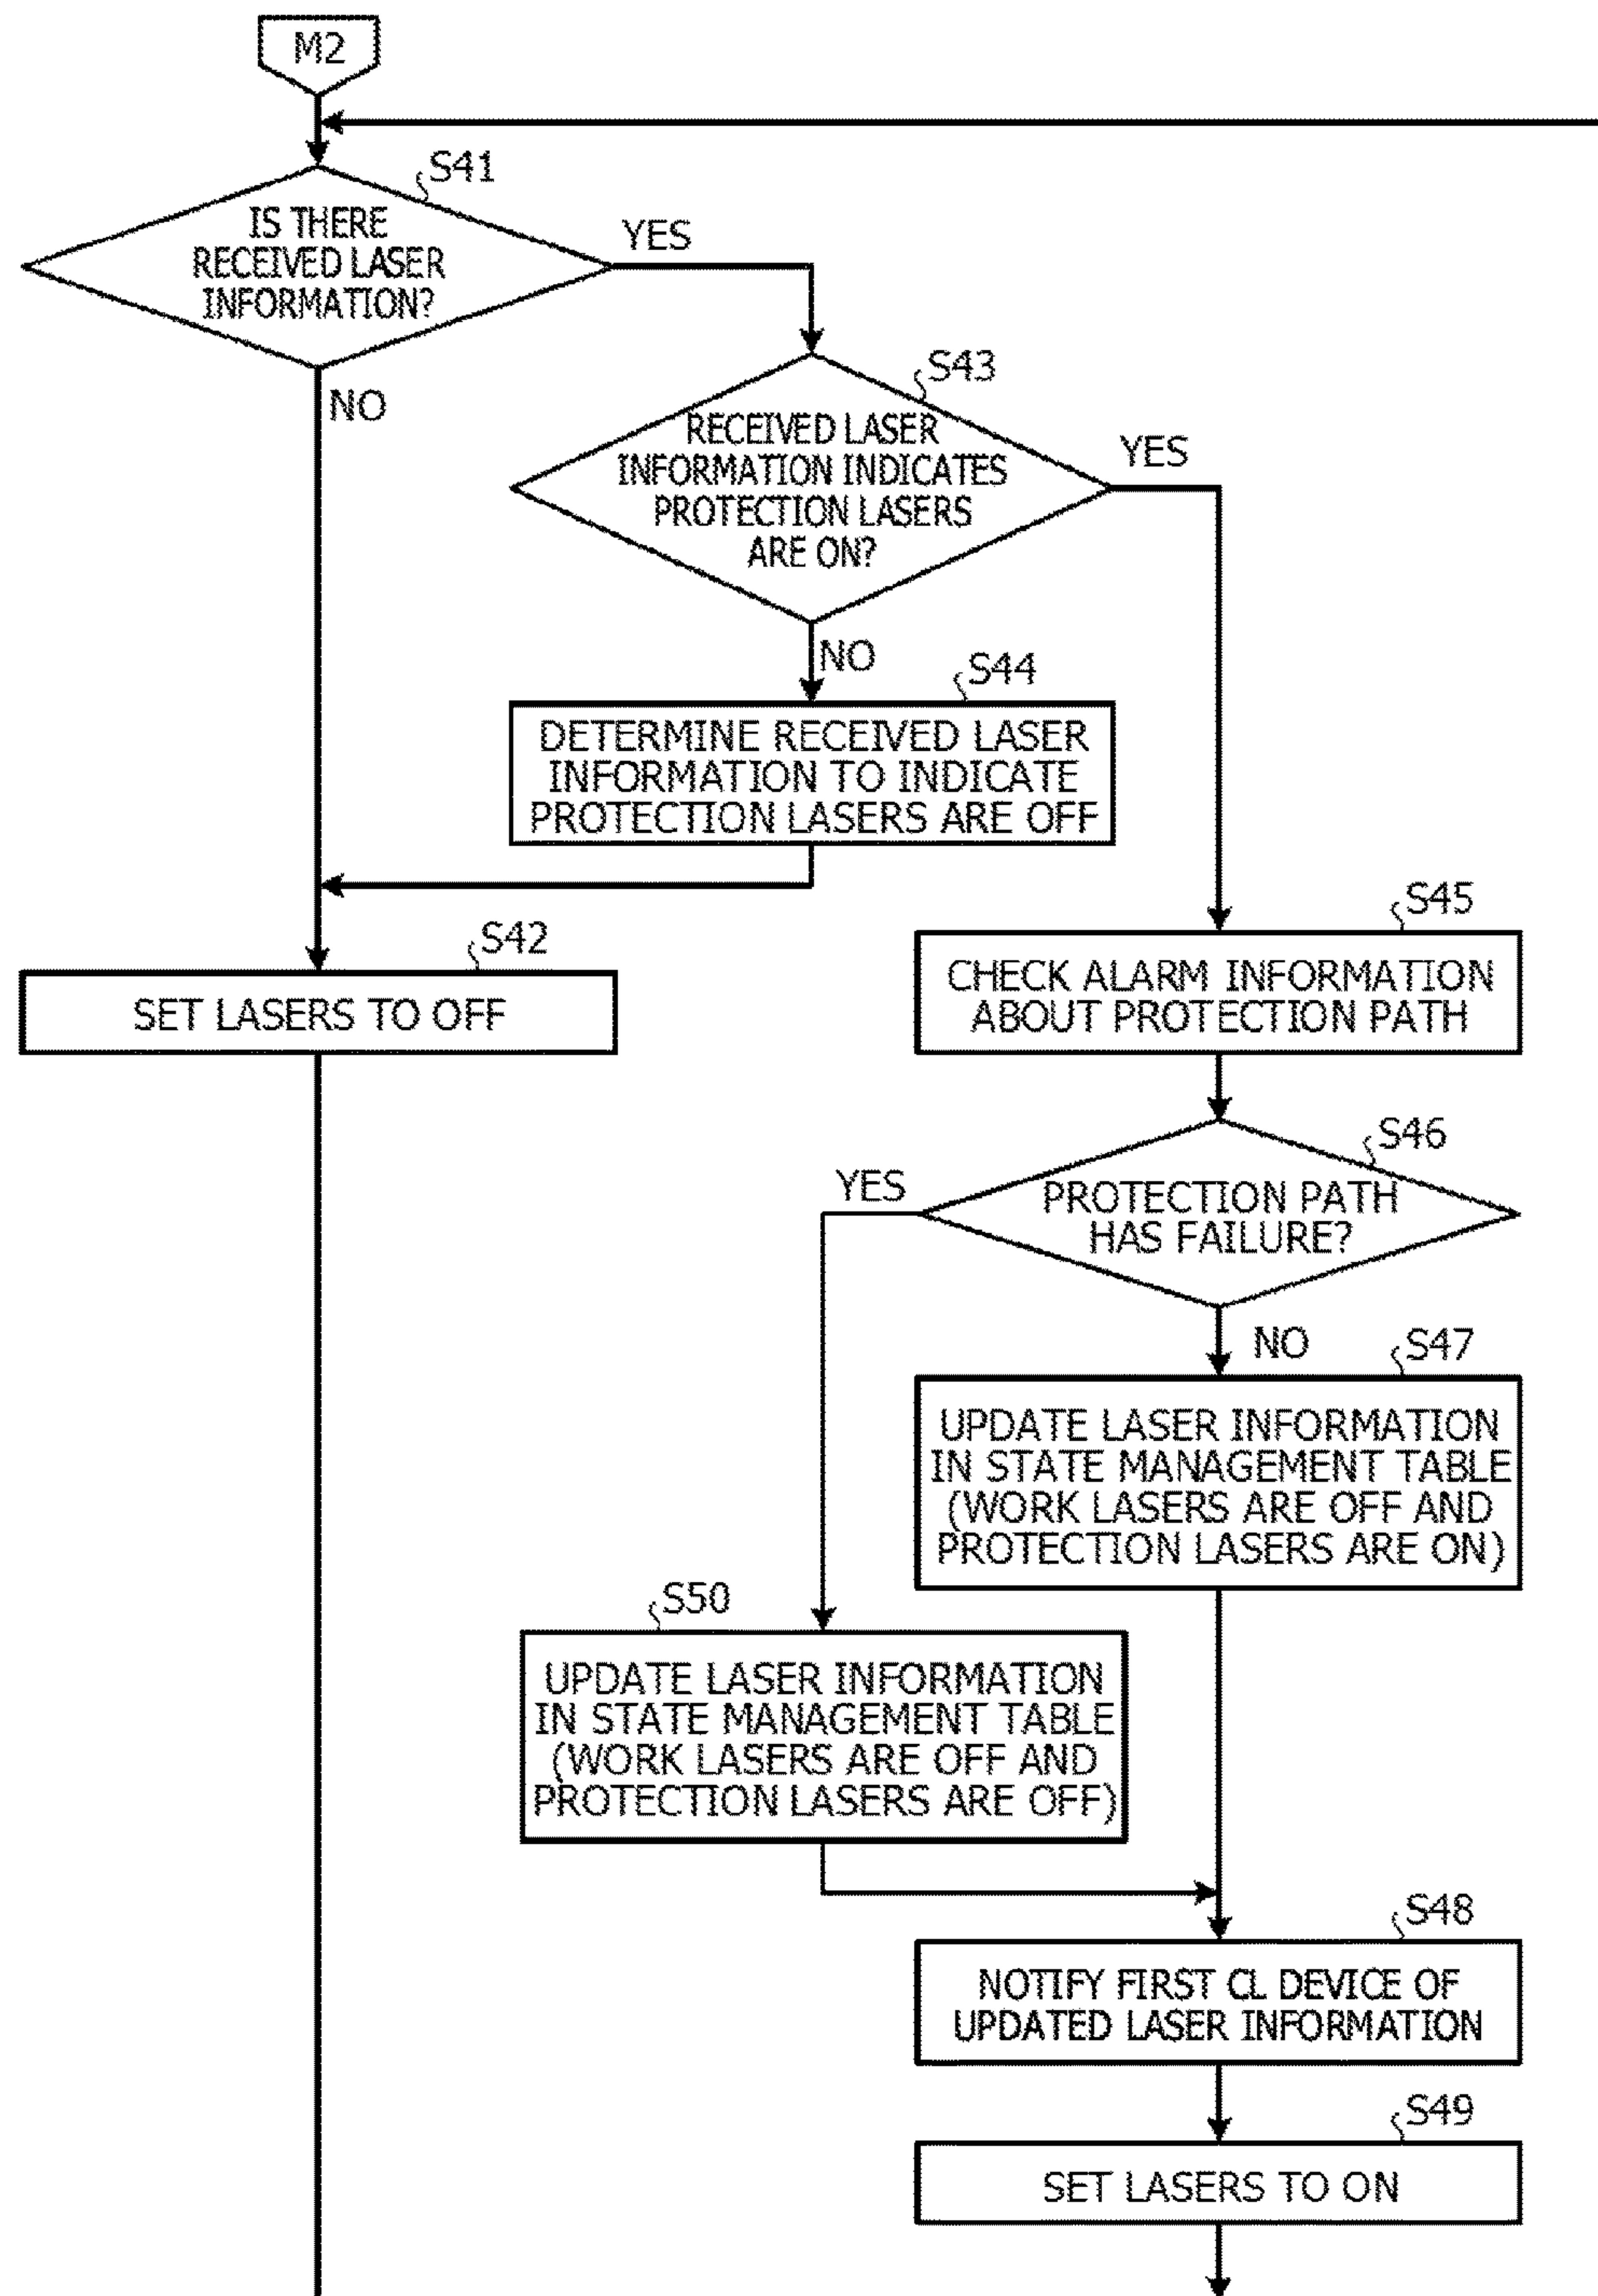 M2
S41
IS THERE
RECEIVED LASER
INFORMATION?
YES
NO
S43
RECEIVED LASER
INFORMATION INDICATES
PROTECTION LASERS
ARE ON?
YES
NO
S44
DETERMINE RECEIVED LASER
INFORMATION TO INDICATE
PROTECTION LASERS ARE OFF
S42
SET LASERS TO OFF
S45
CHECK ALARM INFORMATION
ABOUT PROTECTION PATH
S46
YES
PROTECTION PATH
HAS FAILURE?
NO
S47
UPDATE LASER INFORMATION
IN STATE MANAGEMENT TABLE
(WORK LASERS ARE OFF AND
PROTECTION LASERS ARE ON)
S50
UPDATE LASER INFORMATION
IN STATE MANAGEMENT TABLE
(WORK LASERS ARE OFF AND
PROTECTION LASERS ARE OFF)
S48
NOTIFY FIRST CL DEVICE OF
UPDATED LASER INFORMATION
S49
SET LASERS TO ON